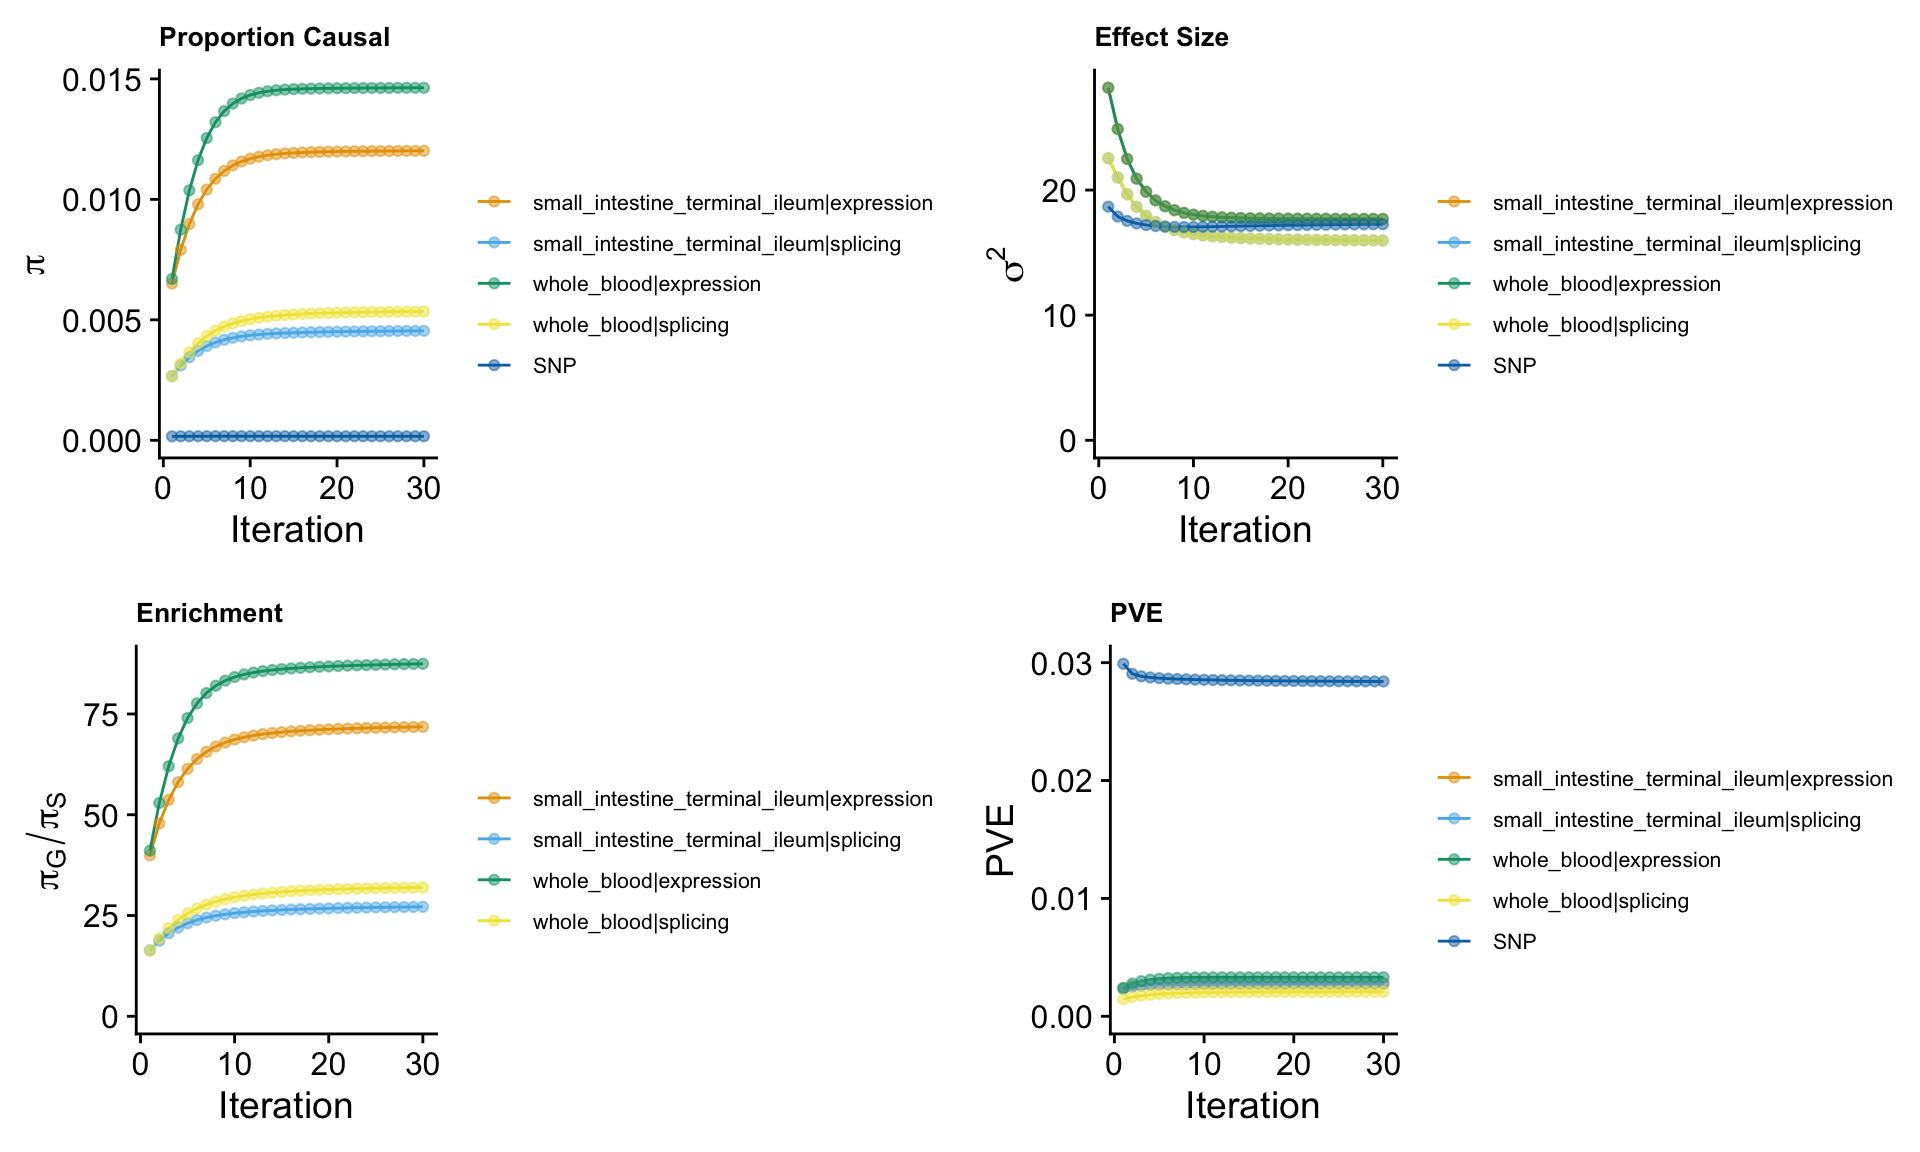 Proportion Causal
π
0.015
0.010
0.005
0.000
0
10
20
30
Iteration
small_intestine_terminal_ileum|expression
small_intestine_terminal_ileum|splicing
whole_blood|expression
whole_blood|splicing
SNP
Effect Size
σ²
20
10
0
0
10
20
30
Iteration
small_intestine_terminal_ileum|expression
small_intestine_terminal_ileum|splicing
whole_blood|expression
whole_blood|splicing
SNP
Enrichment
πG/πS
75
50
25
0
0
10
20
30
Iteration
small_intestine_terminal_ileum|expression
small_intestine_terminal_ileum|splicing
whole_blood|expression
whole_blood|splicing
PVE
PVE
0.03
0.02
0.01
0.00
0
10
20
30
Iteration
small_intestine_terminal_ileum|expression
small_intestine_terminal_ileum|splicing
whole_blood|expression
whole_blood|splicing
SNP